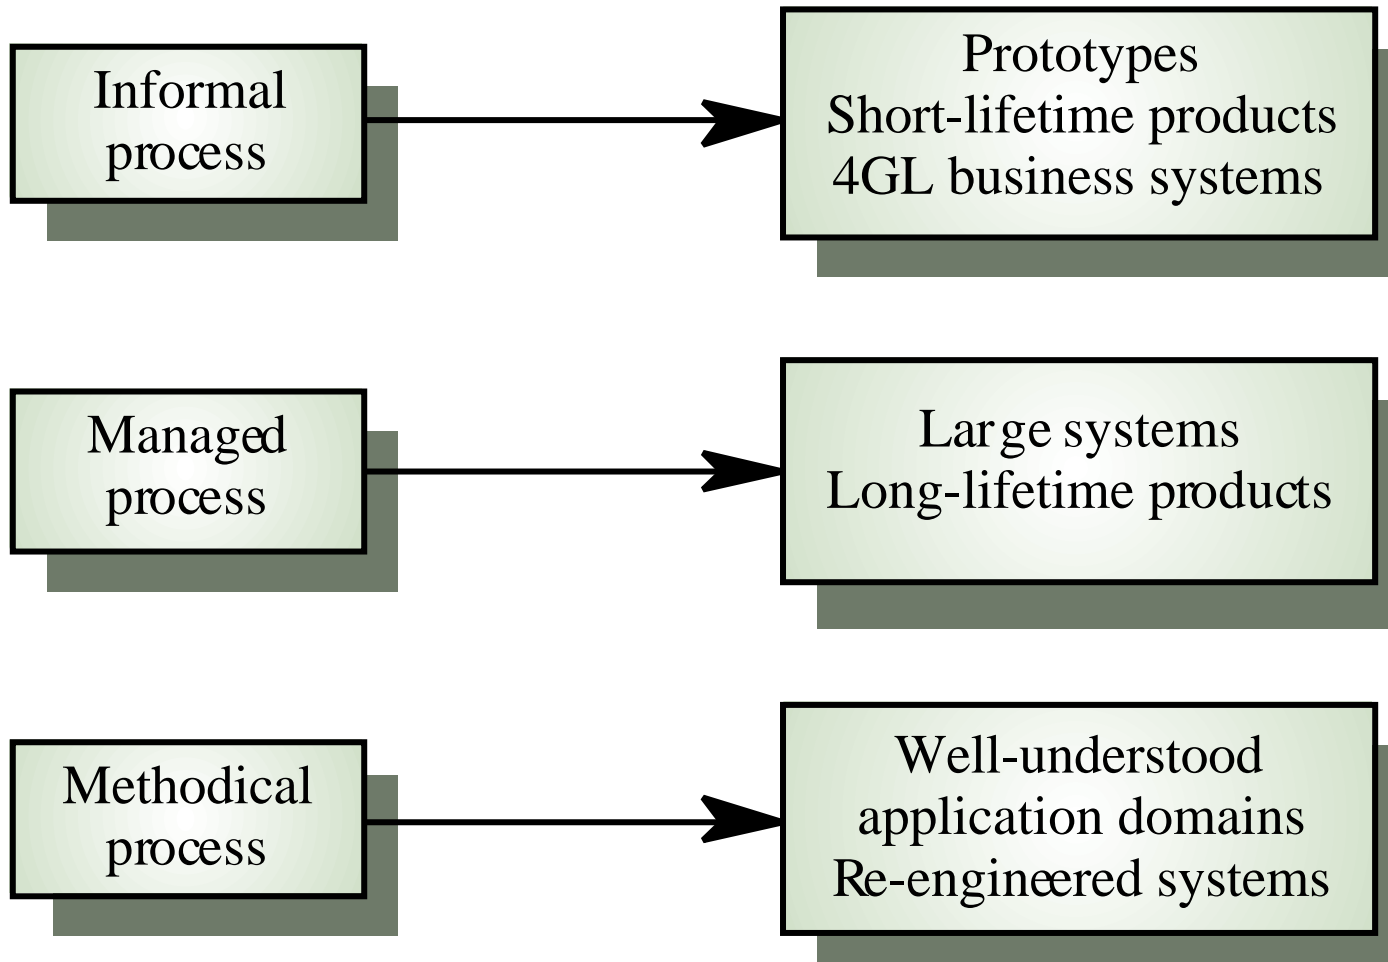 Informal
process
Prototypes
Short-lifetime products
4GL business systems
Managed
process
Large systems
Long-lifetime products
Methodical
process
Well-understood
application domains
Re-engineered systems